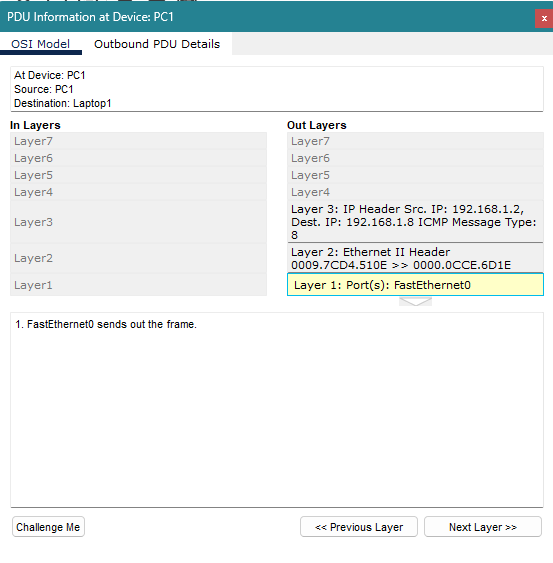 PDU Information at Device: PC1
x
OSI Model
Outbound PDU Details
At Device: PC1
Source: PC1
Destination: Laptop1
In Layers
Layer7
Layer6
Layer5
Layer4
Layer3
Layer2
Layer1
Out Layers
Layer7
Layer6
Layer5
Layer4
Layer 3: IP Header Src. IP: 192.168.1.2,
Dest. IP: 192.168.1.8 ICMP Message Type:
8
Layer 2: Ethernet II Header
0009.7CD4.510E >> 0000.0CCE.6D1E
Layer 1: Port(s): FastEthernet0
1. FastEthernet0 sends out the frame.
Challenge Me
<< Previous Layer
Next Layer >>